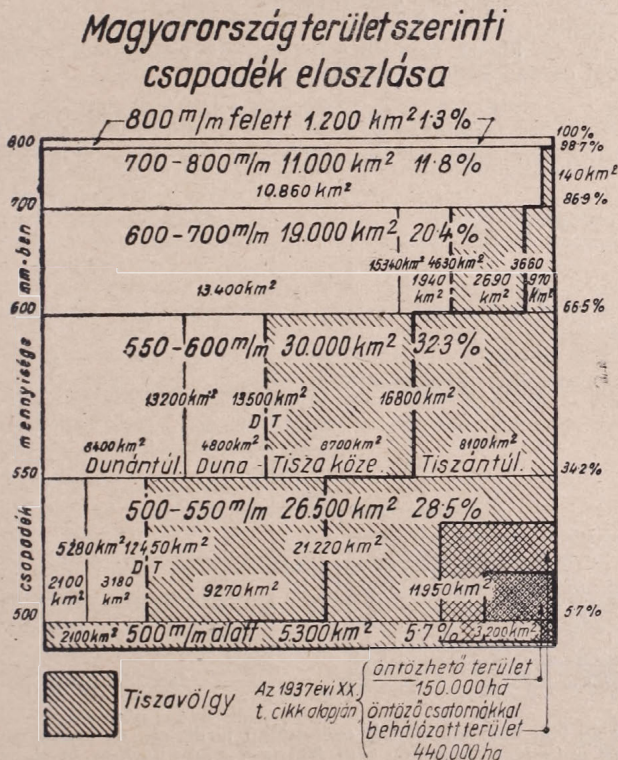 Magyarország terület szerinti
csapadék eloszlása
800 m/m felett 1.200 km² 1·3%
800
100%
98·7%
700-800 m/m 11.000 km² 11·8%
140 km²
10.860 km²
700
86·9%
600-700 m/m 19.000 km² 20·4%
15340 km² 4630 km² 3660
13.400 km²
1940 km²
2690 km²
970 km²
600
66·5%
550-600 m/m 30.000 km² 32·3%
13200 km² 13500 km² 16800 km²
D T
8400 km² 4800 km² 8700 km² 8100 km²
Dunántúl. Duna-Tisza köze. Tiszántúl.
550
34·2%
500-550 m/m 26.500 km² 28·5%
5280 km² 12450 km² 21.220 km²
D T
2100 km²
3180 km²
9270 km²
11950 km²
500
5·7%
2100 km² 500 m/m alatt 5300 km² 5·7% 3.200 km²
csapadék mennyisége mm-ben
Tiszavölgy
Az 1937 évi XX.
t. cikk alapján
öntözhető terület
150.000 ha
öntöző csatornákkal
behálózott terület
440.000 ha